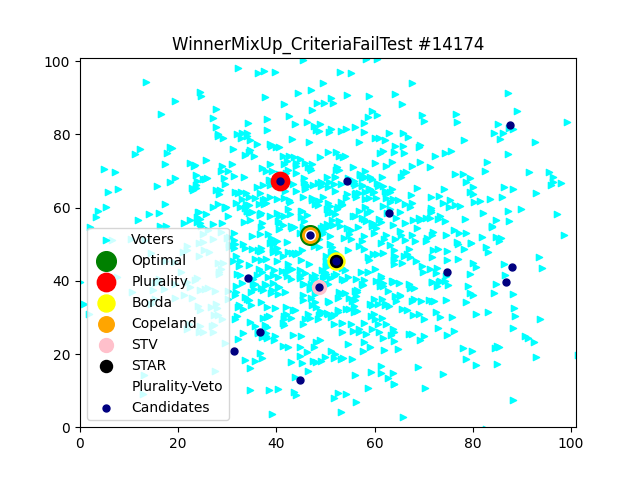 WinnerMixUp_CriteriaFailTest #14174
100
80
60
40
20
0
0 20 40 60 80 100
Voters
Optimal
Plurality
Borda
Copeland
STV
STAR
Plurality-Veto
Candidates